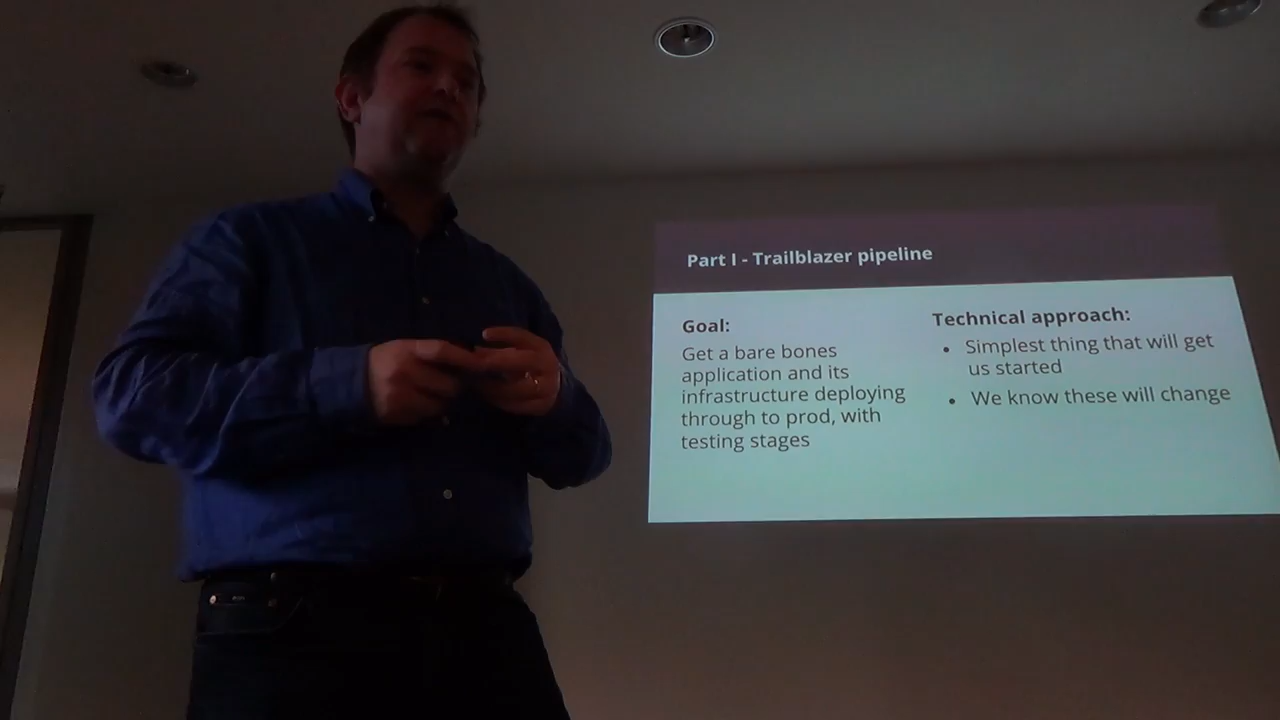 Part I - Trailblazer pipeline
Goal:
Get a bare bones
application and its
infrastructure deploying
through to prod, with
testing stages
Technical approach:
• Simplest thing that will get
us started
• We know these will change